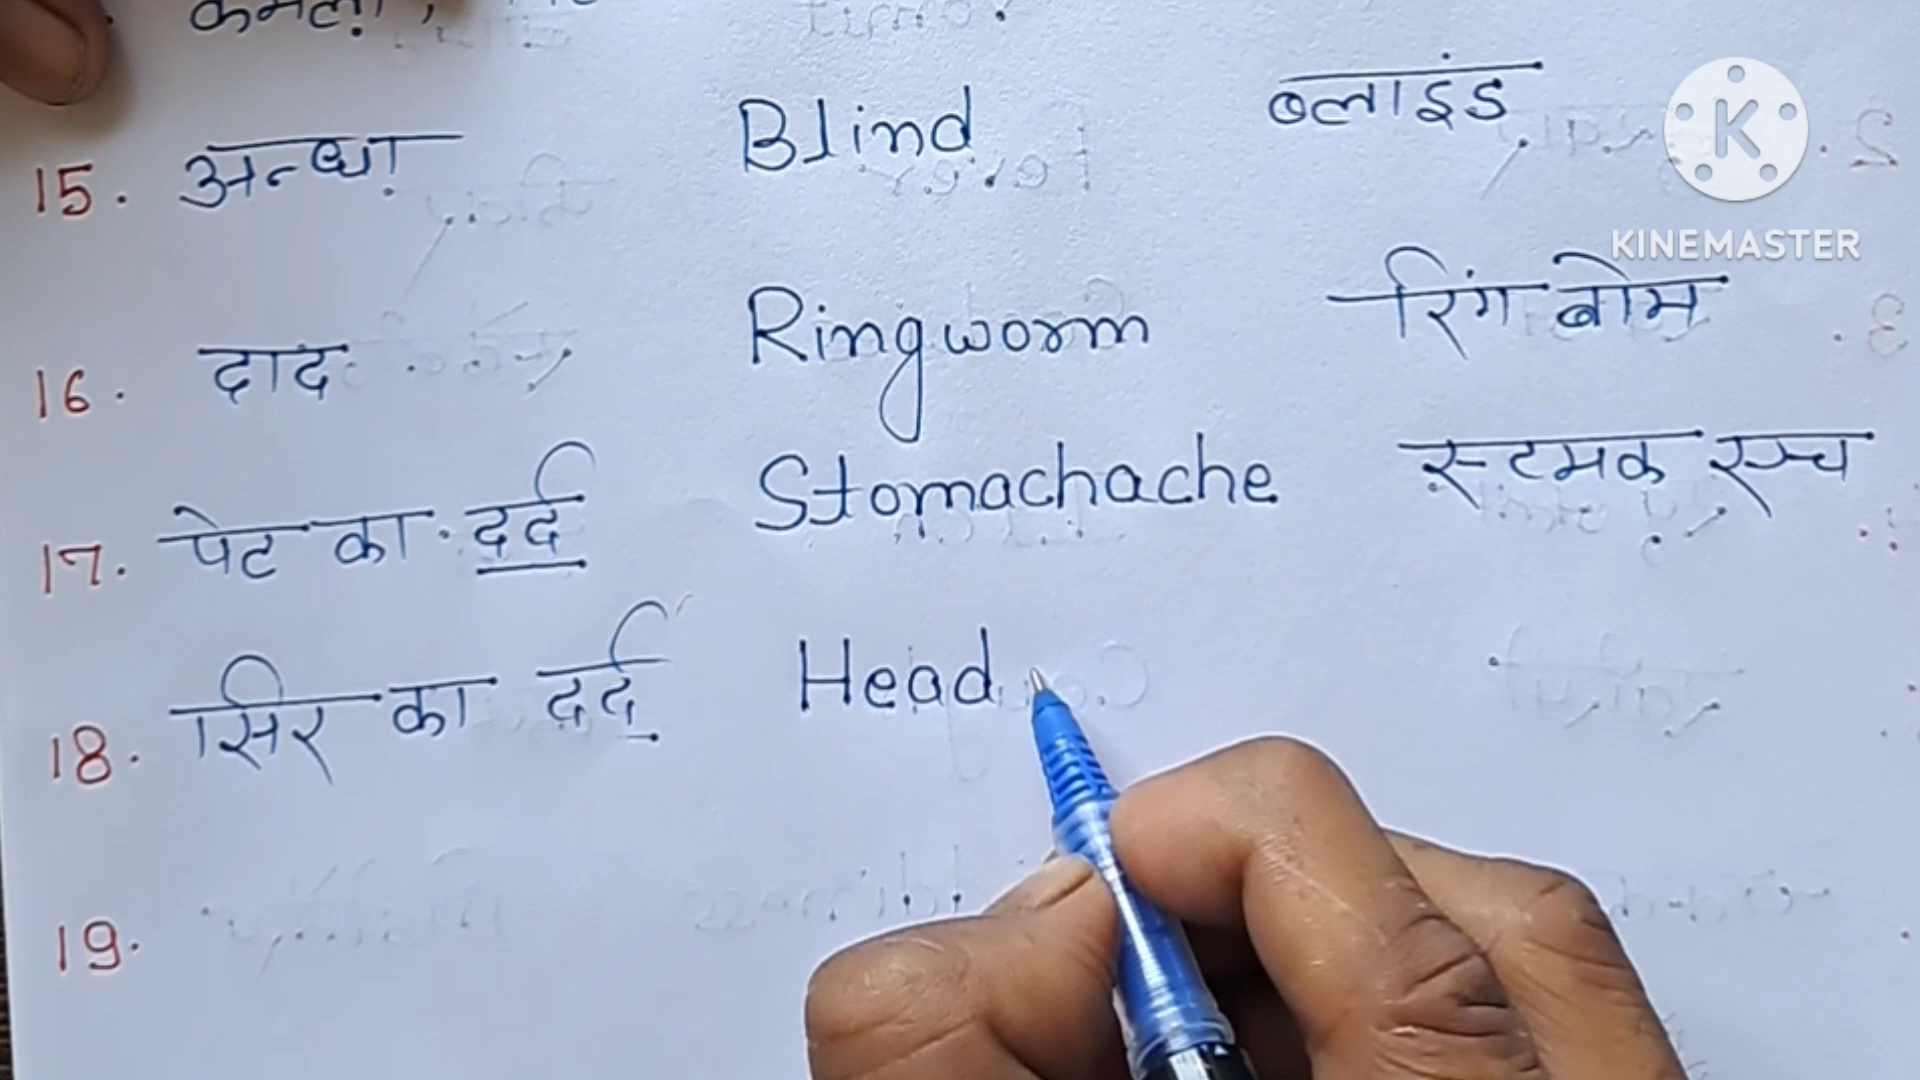 15. अन्धा Blind ब्लाइंड
K
KINEMASTER
16. दाद Ringworm रिंग बोम
17. पेट का दर्द Stomachache स्टमक एच
18. सिर का दर्द Head
19.